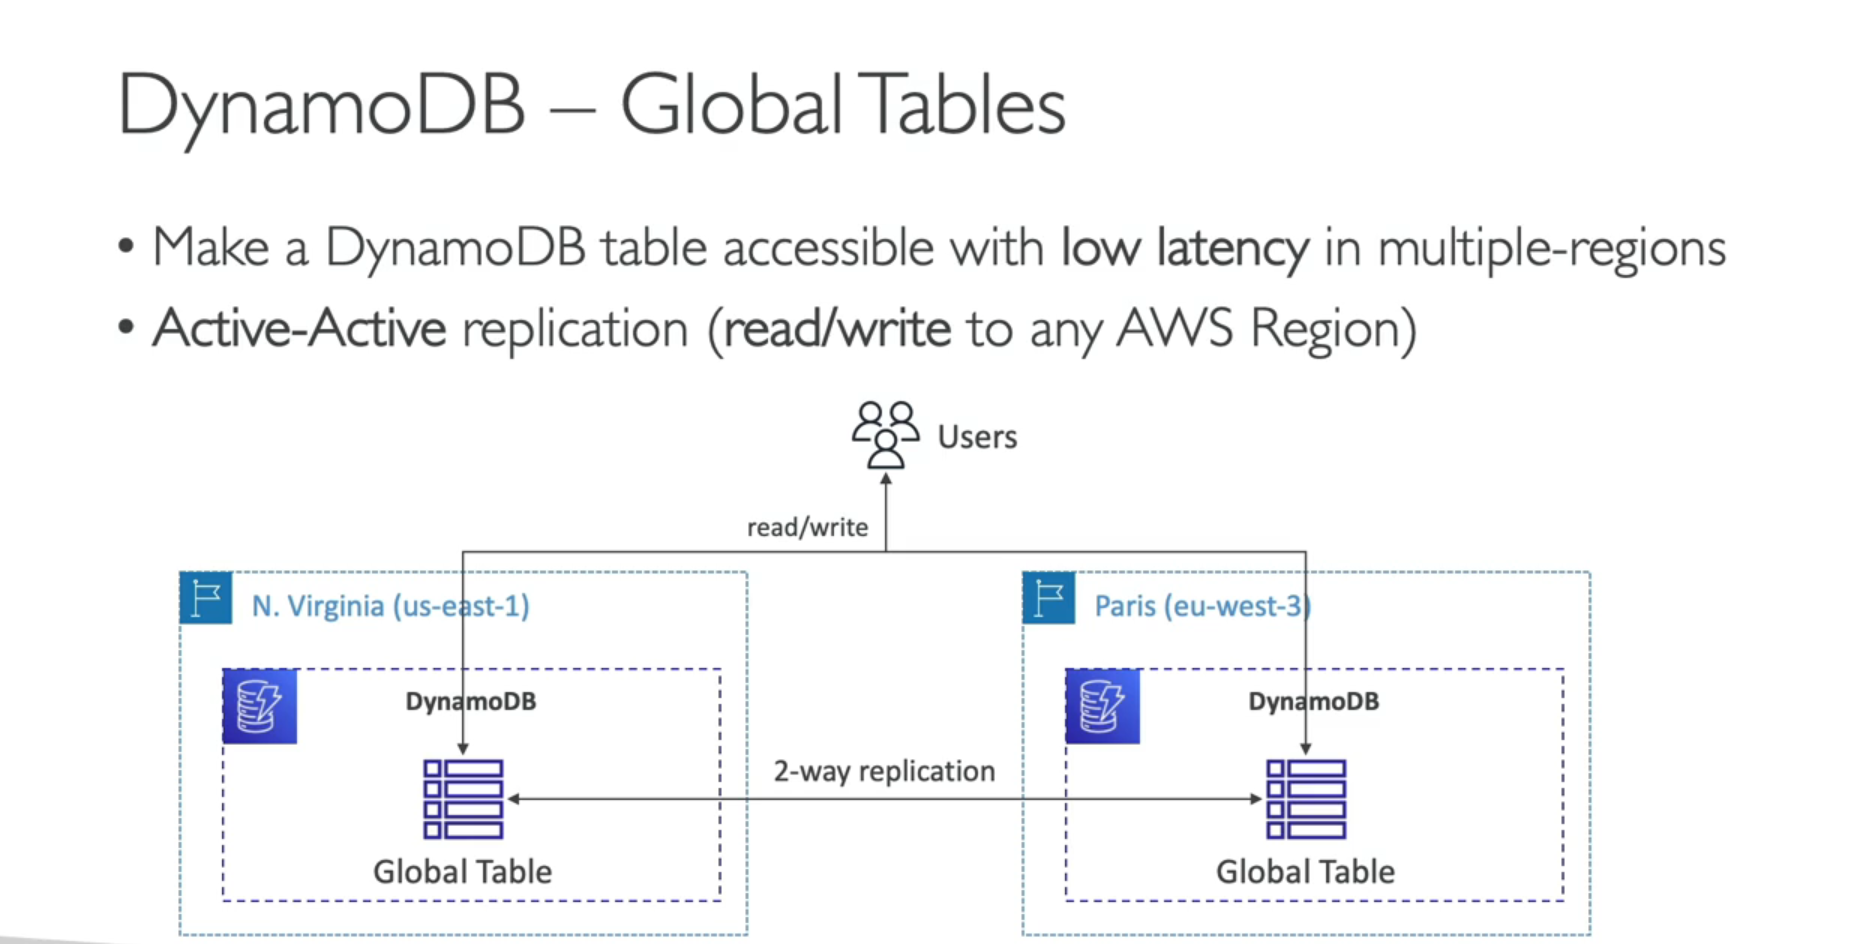 DynamoDB – Global Tables
• Make a DynamoDB table accessible with low latency in multiple-regions
• Active-Active replication (read/write to any AWS Region)
Users
read/write
N. Virginia (us-east-1)
Paris (eu-west-3)
DynamoDB
DynamoDB
2-way replication
Global Table
Global Table